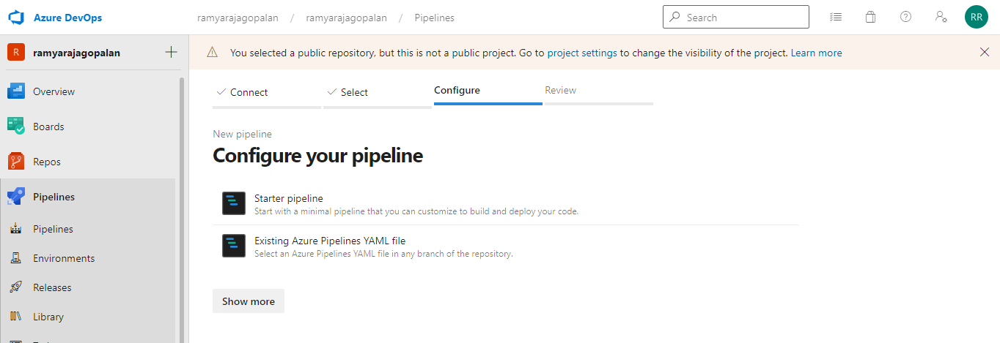 Azure DevOps
ramyarajagopalan / ramyarajagopalan / Pipelines
Search
RR
R ramyarajagopalan
You selected a public repository, but this is not a public project. Go to project settings to change the visibility of the project. Learn more
Overview
Boards
Repos
Pipelines
Pipelines
Environments
Releases
Library
Connect
Select
Configure
Review
New pipeline
Configure your pipeline
Starter pipeline
Start with a minimal pipeline that you can customize to build and deploy your code.
Existing Azure Pipelines YAML file
Select an Azure Pipelines YAML file in any branch of the repository.
Show more